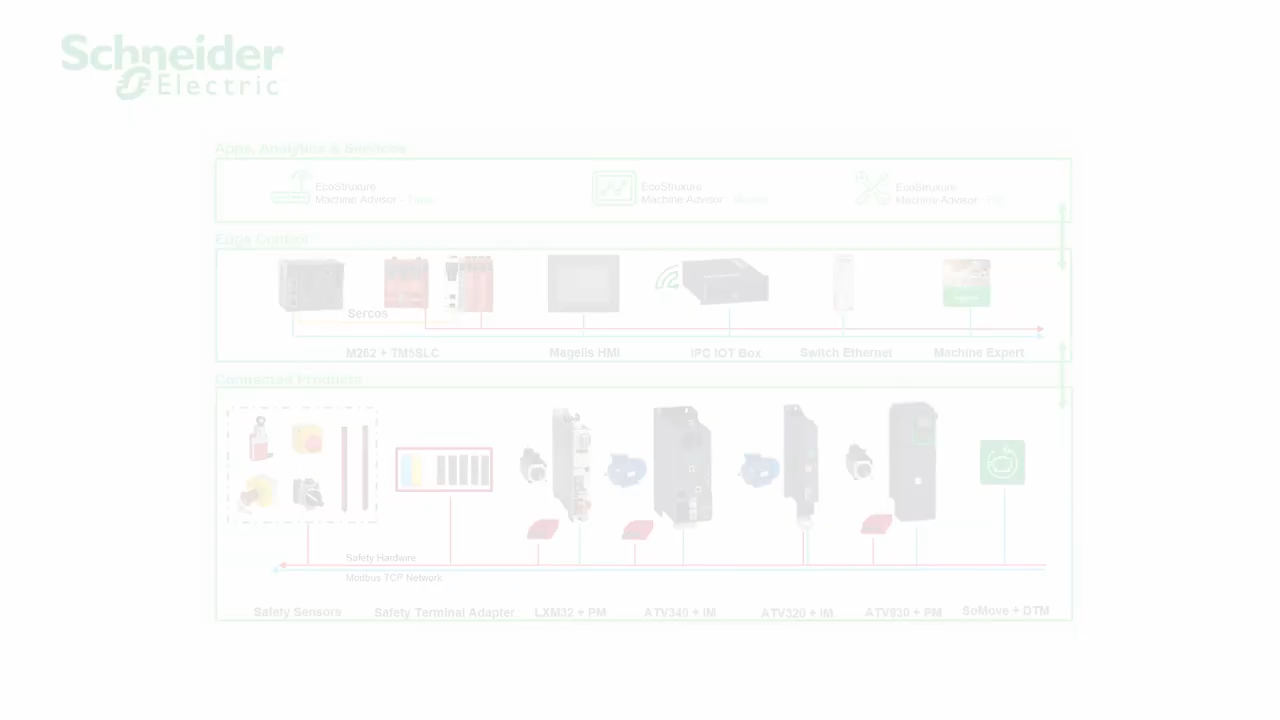 Schneider
Electric
Apps, Analytics & Services
EcoStruxure
Machine Advisor -
EcoStruxure
Machine Advisor
EcoStruxure
Machine Advisor
Edge Control
Sercos
M262 + TM5SLC
Magelis HMI
IPC IOT Box
Switch Ethernet
Machine Expert
Connected Products
Safety Hardwire
Modbus TCP Network
Safety Sensors
Safety Terminal Adapter
LXM32 + PM
ATV340 + IM
ATV320 + IM
ATV930 + PM
SoMove + DTM